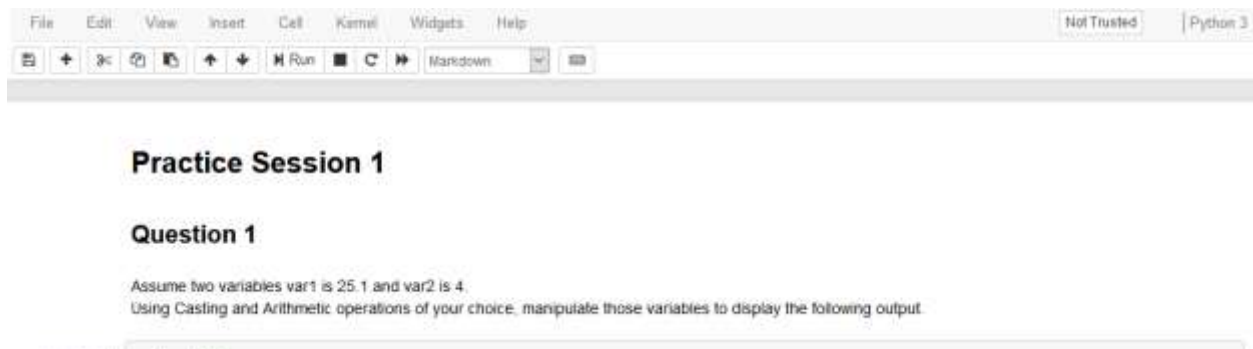 File Edit View Insert Cell Kernel Widgets Help Not Trusted Python 3
Run Markdown
Practice Session 1
Question 1
Assume two variables var1 is 25.1 and var2 is 4.
Using Casting and Arithmetic operations of your choice, manipulate those variables to display the following output.